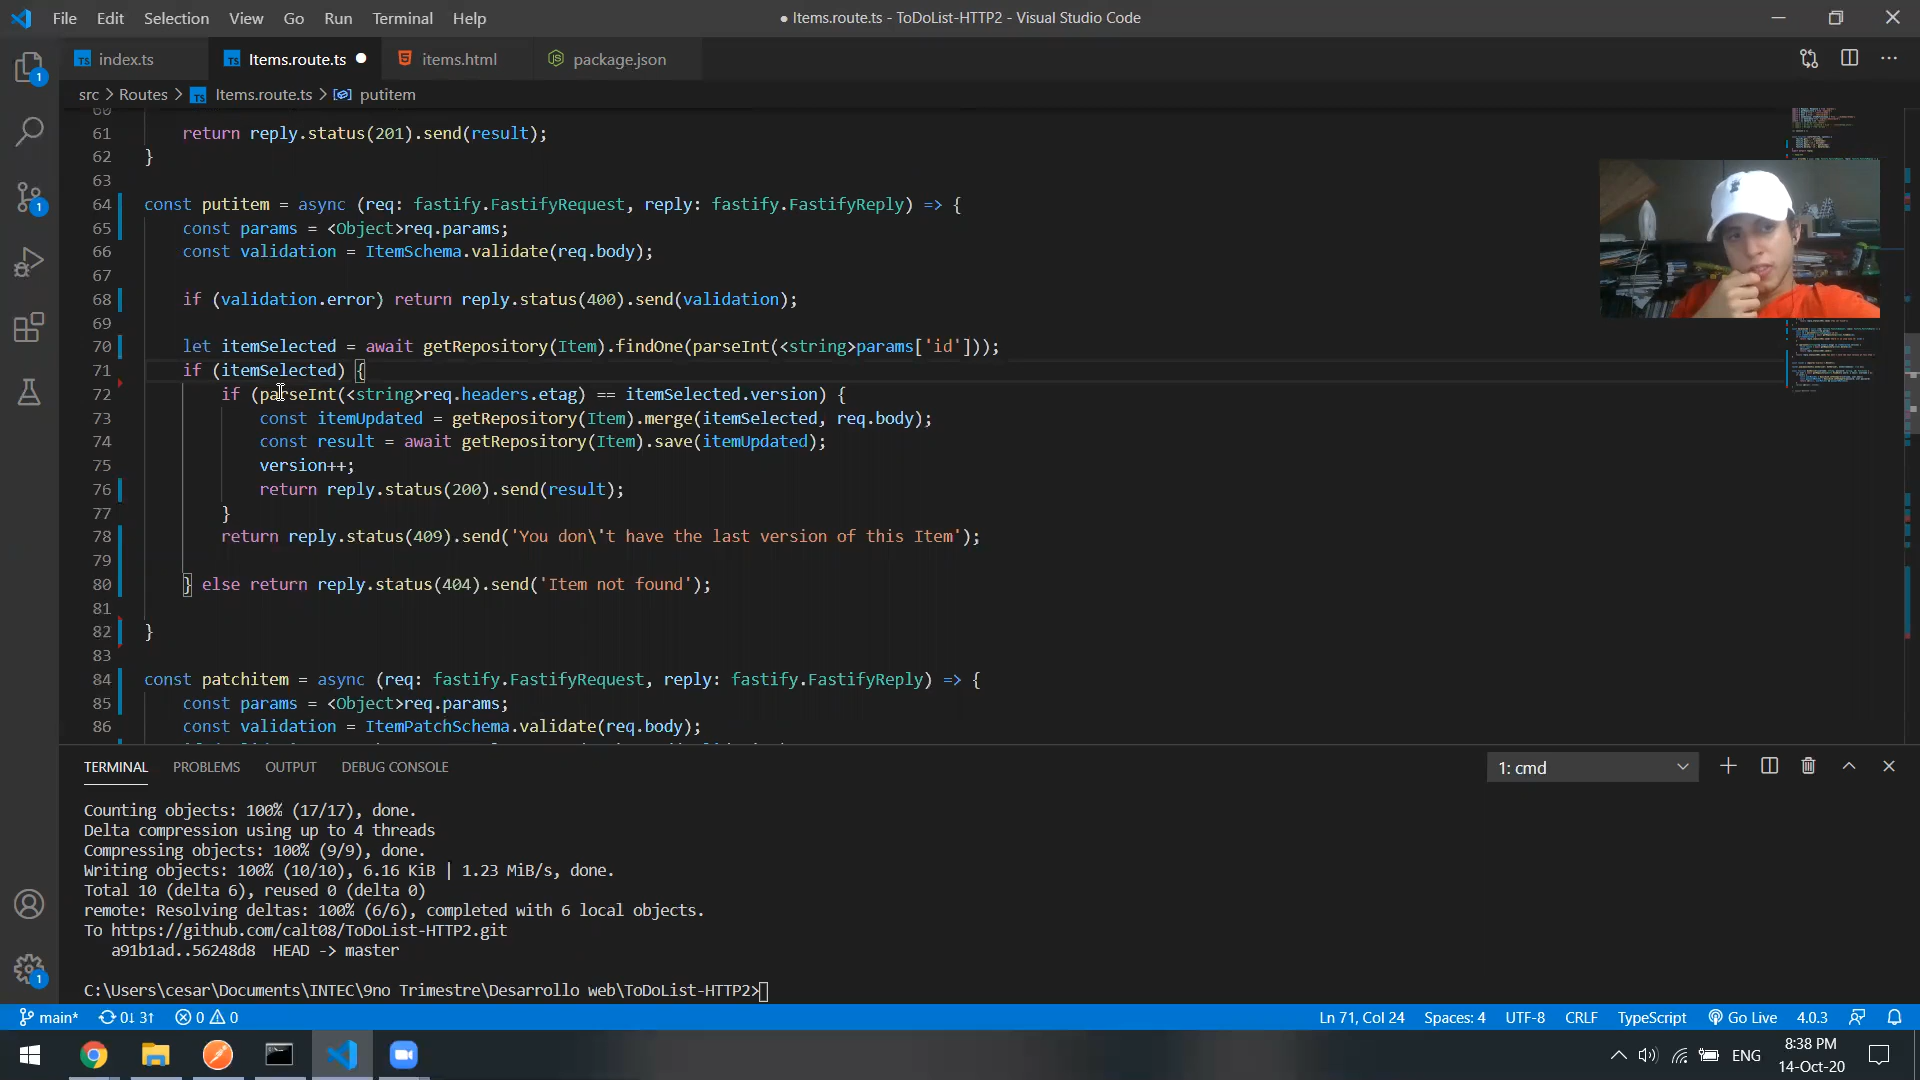 File Edit Selection View Go Run Terminal Help
● Items.route.ts - ToDoList-HTTP2 - Visual Studio Code
TS index.ts
TS Items.route.ts ●
items.html
package.json
src > Routes > TS Items.route.ts > putitem
61 return reply.status(201).send(result);
62 }
63
64 const putitem = async (req: fastify.FastifyRequest, reply: fastify.FastifyReply) => {
65 const params = <Object>req.params;
66 const validation = ItemSchema.validate(req.body);
67
68 if (validation.error) return reply.status(400).send(validation);
69
70 let itemSelected = await getRepository(Item).findOne(parseInt(<string>params['id']));
71 if (itemSelected) {
72 if (parseInt(<string>req.headers.etag) == itemSelected.version) {
73 const itemUpdated = getRepository(Item).merge(itemSelected, req.body);
74 const result = await getRepository(Item).save(itemUpdated);
75 version++;
76 return reply.status(200).send(result);
77 }
78 return reply.status(409).send('You don\'t have the last version of this Item');
79
80 } else return reply.status(404).send('Item not found');
81
82 }
83
84 const patchitem = async (req: fastify.FastifyRequest, reply: fastify.FastifyReply) => {
85 const params = <Object>req.params;
86 const validation = ItemPatchSchema.validate(req.body);
TERMINAL PROBLEMS OUTPUT DEBUG CONSOLE
1: cmd
Counting objects: 100% (17/17), done.
Delta compression using up to 4 threads
Compressing objects: 100% (9/9), done.
Writing objects: 100% (10/10), 6.16 KiB | 1.23 MiB/s, done.
Total 10 (delta 6), reused 0 (delta 0)
remote: Resolving deltas: 100% (6/6), completed with 6 local objects.
To https://github.com/calt08/ToDoList-HTTP2.git
a91b1ad..56248d8 HEAD -> master
C:\Users\cesar\Documents\INTEC\9no Trimestre\Desarrollo web\ToDoList-HTTP2>
main* 0↓ 3↑ 0 0
Ln 71, Col 24 Spaces: 4 UTF-8 CRLF TypeScript Go Live 4.0.3
ENG
8:38 PM
14-Oct-20